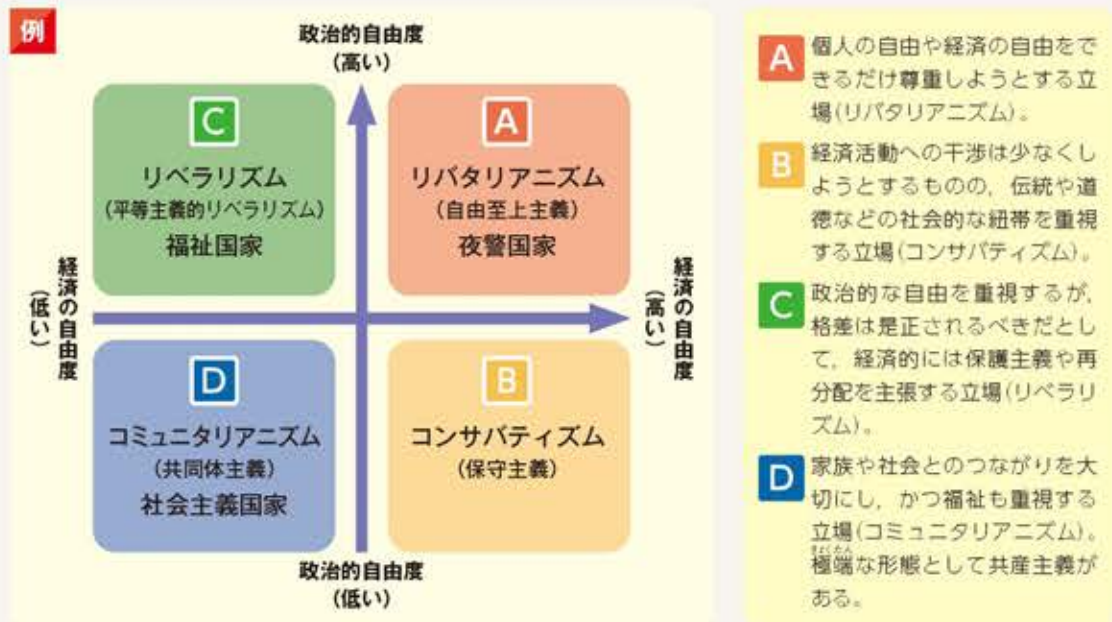 例
政治的自由度
(高い)
C
リベラリズム
(平等主義的リベラリズム)
福祉国家
A
リバタリアニズム
(自由至上主義)
夜警国家
経済の自由度
(低い)
経済の自由度
(高い)
D
コミュニタリアニズム
(共同体主義)
社会主義国家
B
コンサバティズム
(保守主義)
政治的自由度
(低い)
A
個人の自由や経済の自由をで
きるだけ尊重しようとする立
場(リバタリアニズム)。
B
経済活動への干渉は少なくし
ようとするものの，伝統や道
徳などの社会的な紐帯を重視
する立場(コンサバティズム)。
C
政治的な自由を重視するが，
格差は是正されるべきだとし
て，経済的には保護主義や再
分配を主張する立場(リベラリ
ズム)。
D
家族や社会とのつながりを大
切にし，かつ福祉も重視する
立場(コミュニタリアニズム)。
きょくたん
極端な形態として共産主義が
ある。